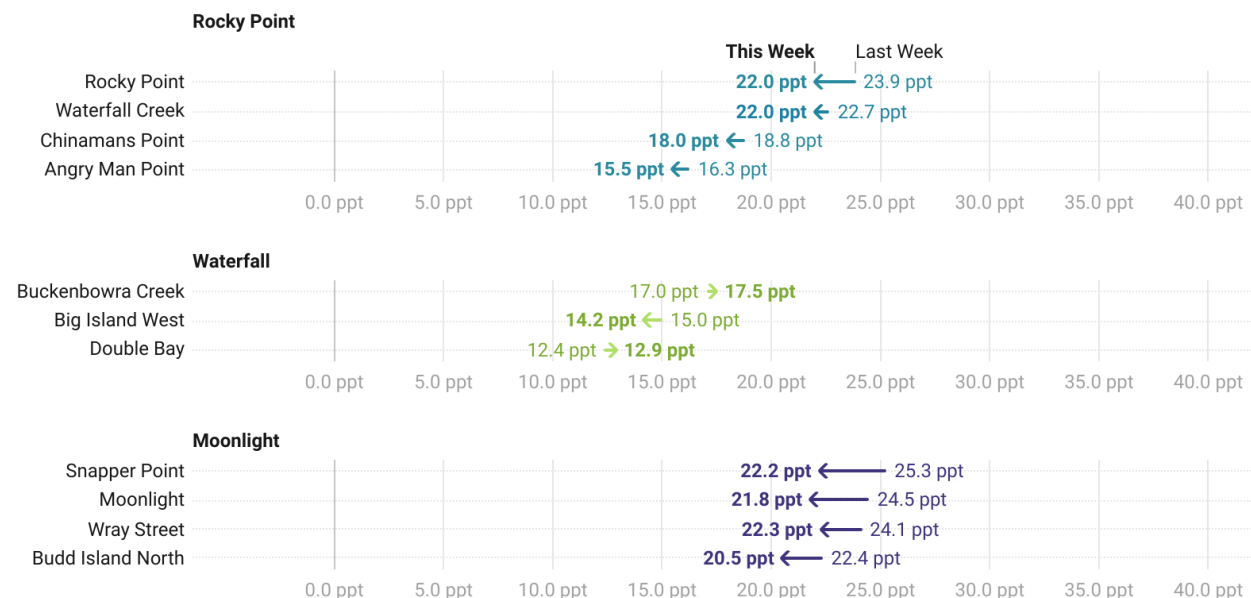 Rocky Point
This Week Last Week
Rocky Point 22.0 ppt 23.9 ppt
Waterfall Creek 22.0 ppt 22.7 ppt
Chinamans Point 18.0 ppt 18.8 ppt
Angry Man Point 15.5 ppt 16.3 ppt
0.0 ppt 5.0 ppt 10.0 ppt 15.0 ppt 20.0 ppt 25.0 ppt 30.0 ppt 35.0 ppt 40.0 ppt
Waterfall
Buckenbowra Creek 17.0 ppt 17.5 ppt
Big Island West 14.2 ppt 15.0 ppt
Double Bay 12.4 ppt 12.9 ppt
0.0 ppt 5.0 ppt 10.0 ppt 15.0 ppt 20.0 ppt 25.0 ppt 30.0 ppt 35.0 ppt 40.0 ppt
Moonlight
Snapper Point 22.2 ppt 25.3 ppt
Moonlight 21.8 ppt 24.5 ppt
Wray Street 22.3 ppt 24.1 ppt
Budd Island North 20.5 ppt 22.4 ppt
0.0 ppt 5.0 ppt 10.0 ppt 15.0 ppt 20.0 ppt 25.0 ppt 30.0 ppt 35.0 ppt 40.0 ppt